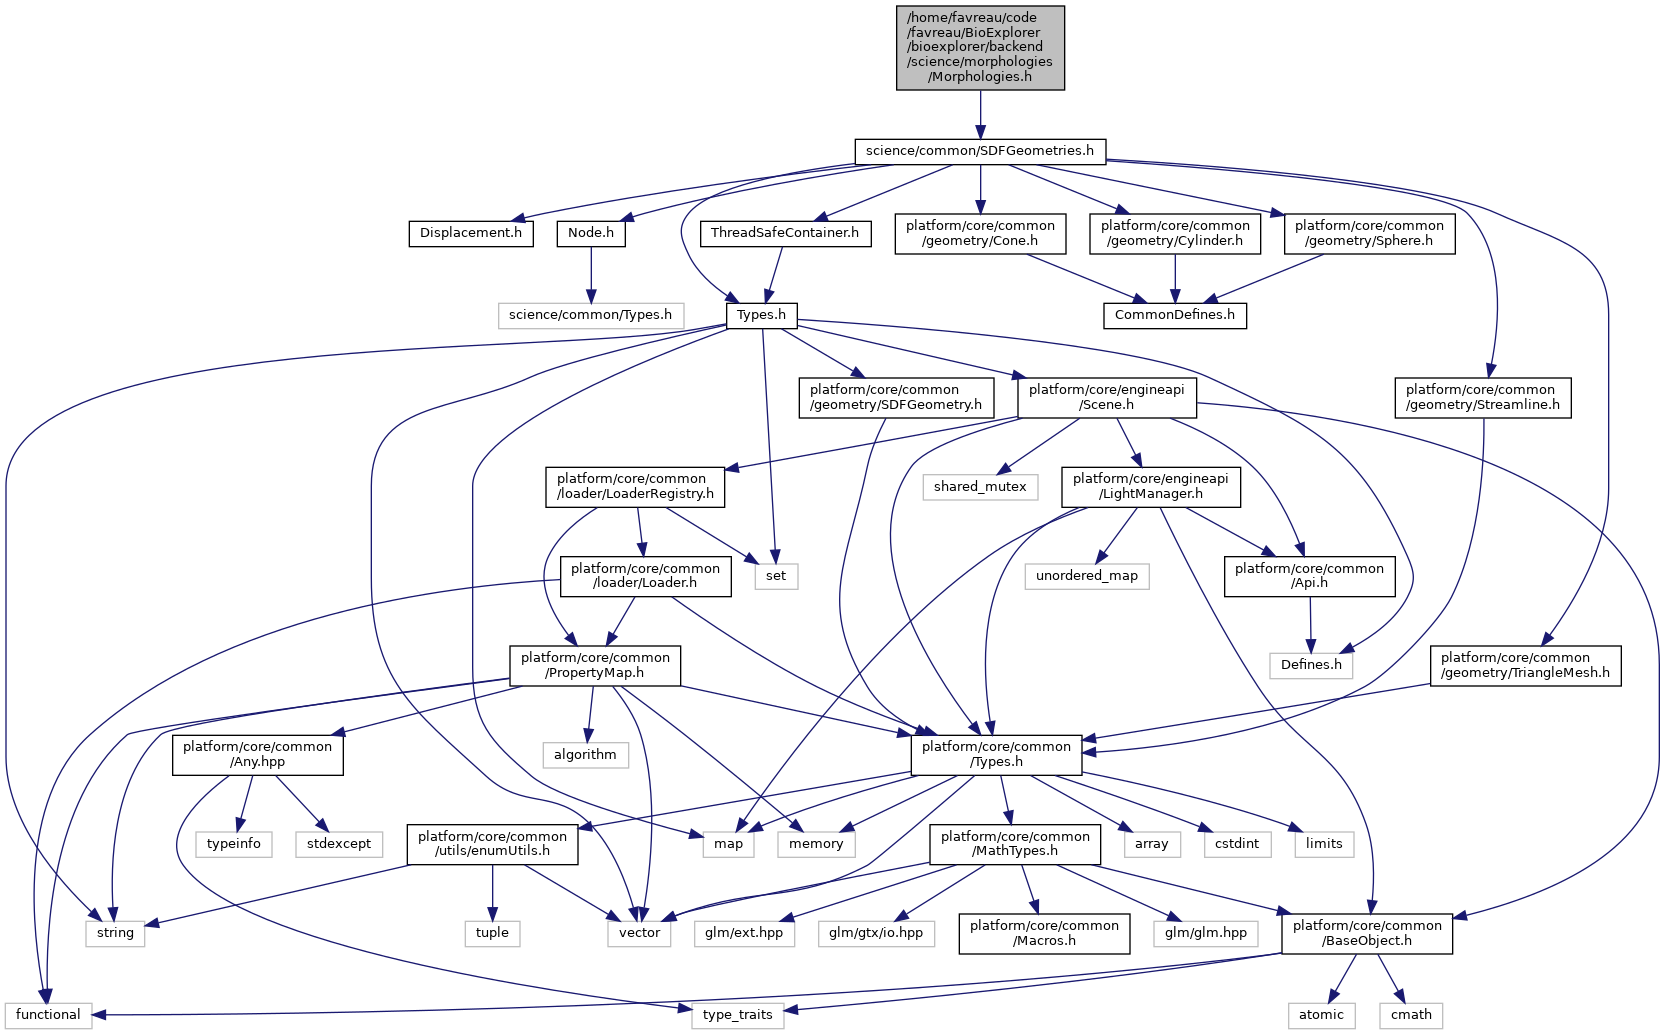 /home/favreau/code
/favreau/BioExplorer
/bioexplorer/backend
/science/morphologies
/Morphologies.h
science/common/SDFGeometries.h
Displacement.h
Node.h
ThreadSafeContainer.h
platform/core/common
/geometry/Cone.h
platform/core/common
/geometry/Cylinder.h
platform/core/common
/geometry/Sphere.h
science/common/Types.h
Types.h
CommonDefines.h
platform/core/common
/geometry/SDFGeometry.h
platform/core/engineapi
/Scene.h
platform/core/common
/geometry/Streamline.h
platform/core/common
/loader/LoaderRegistry.h
shared_mutex
platform/core/engineapi
/LightManager.h
platform/core/common
/loader/Loader.h
set
unordered_map
platform/core/common
/Api.h
platform/core/common
/PropertyMap.h
Defines.h
platform/core/common
/geometry/TriangleMesh.h
platform/core/common
/Any.hpp
algorithm
platform/core/common
/Types.h
typeinfo
stdexcept
platform/core/common
/utils/enumUtils.h
map
memory
platform/core/common
/MathTypes.h
array
cstdint
limits
string
tuple
vector
glm/ext.hpp
glm/gtx/io.hpp
platform/core/common
/Macros.h
glm/glm.hpp
platform/core/common
/BaseObject.h
functional
type_traits
atomic
cmath